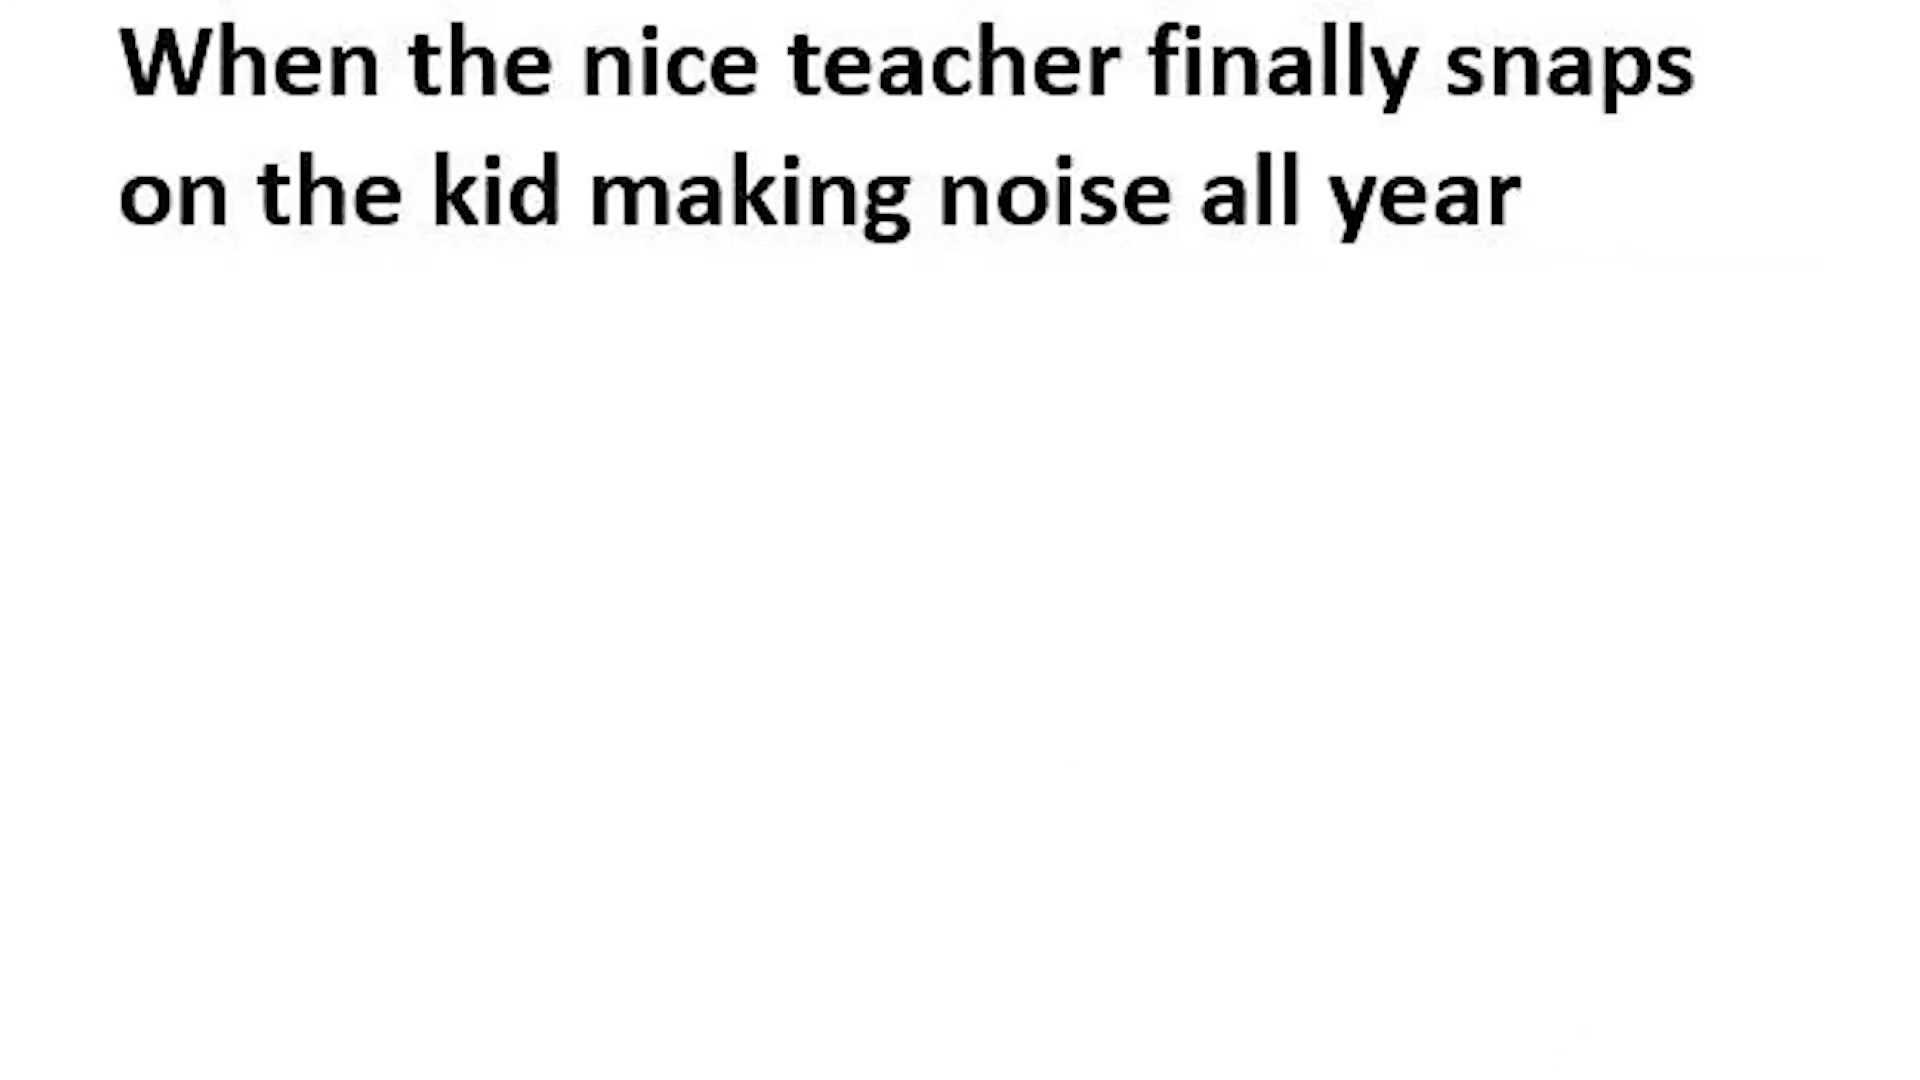 When the nice teacher finally snaps
on the kid making noise all year